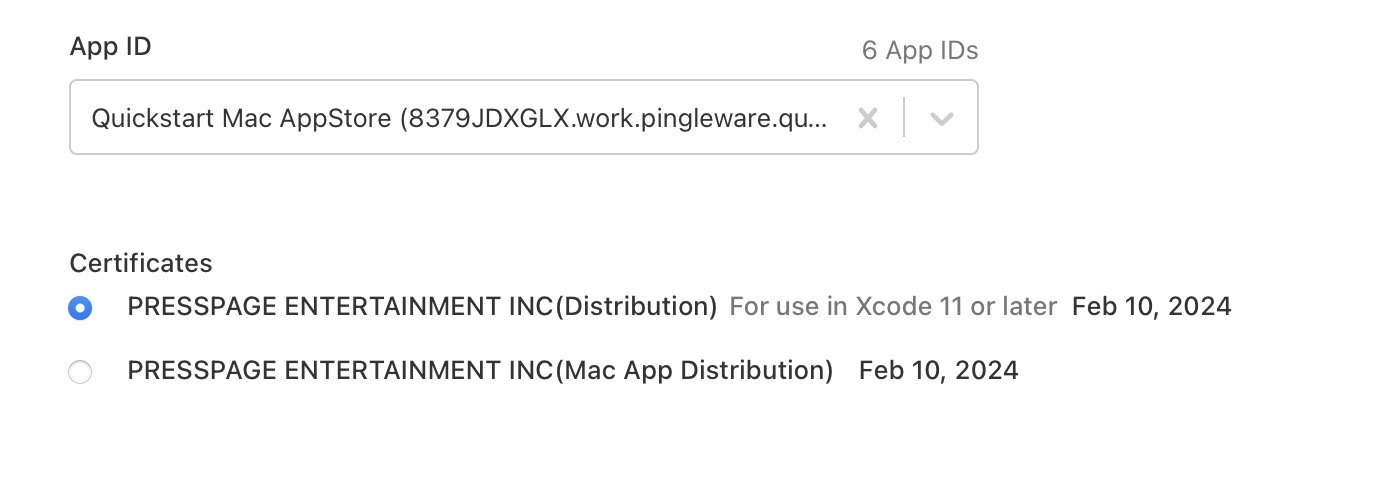 App ID
6 App IDs
Quickstart Mac AppStore (8379JDXGLX.work.pingleware.qu...
Certificates
PRESSPAGE ENTERTAINMENT INC(Distribution) For use in Xcode 11 or later Feb 10, 2024
PRESSPAGE ENTERTAINMENT INC(Mac App Distribution) Feb 10, 2024